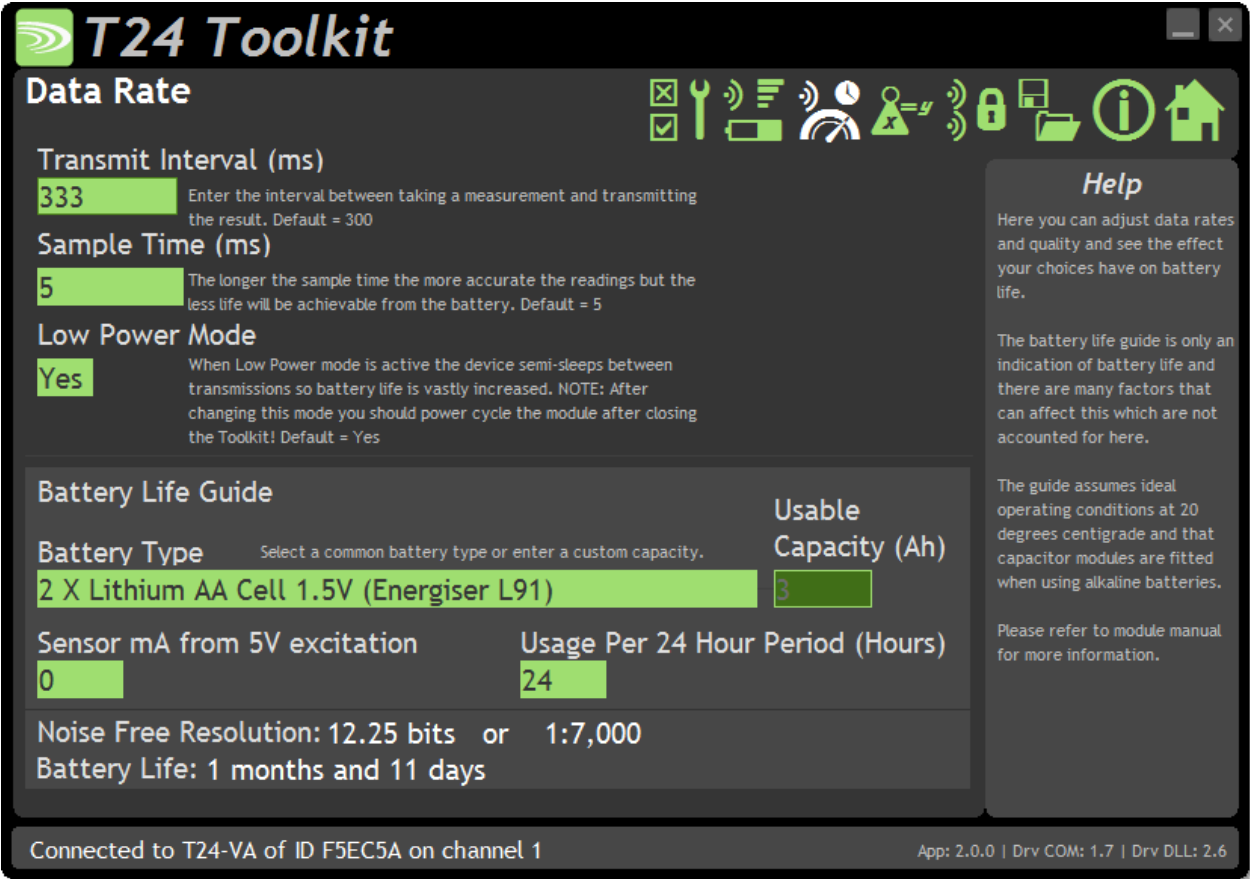 T24 Toolkit
Data Rate
Transmit Interval (ms)
333
Enter the interval between taking a measurement and transmitting
the result. Default = 300
Sample Time (ms)
5
The longer the sample time the more accurate the readings but the
less life will be achievable from the battery. Default = 5
Low Power Mode
Yes
When Low Power mode is active the device semi-sleeps between
transmissions so battery life is vastly increased. NOTE: After
changing this mode you should power cycle the module after closing
the Toolkit! Default = Yes
Battery Life Guide
Battery Type
Select a common battery type or enter a custom capacity.
Usable
Capacity (Ah)
2 X Lithium AA Cell 1.5V (Energiser L91)
3
Sensor mA from 5V excitation
0
Usage Per 24 Hour Period (Hours)
24
Noise Free Resolution: 12.25 bits or 1:7,000
Battery Life: 1 months and 11 days
x=y
i
Help
Here you can adjust data rates
and quality and see the effect
your choices have on battery
life.
The battery life guide is only an
indication of battery life and
there are many factors that
can affect this which are not
accounted for here.
The guide assumes ideal
operating conditions at 20
degrees centigrade and that
capacitor modules are fitted
when using alkaline batteries.
Please refer to module manual
for more information.
Connected to T24-VA of ID F5EC5A on channel 1
App: 2.0.0 | Drv COM: 1.7 | Drv DLL: 2.6